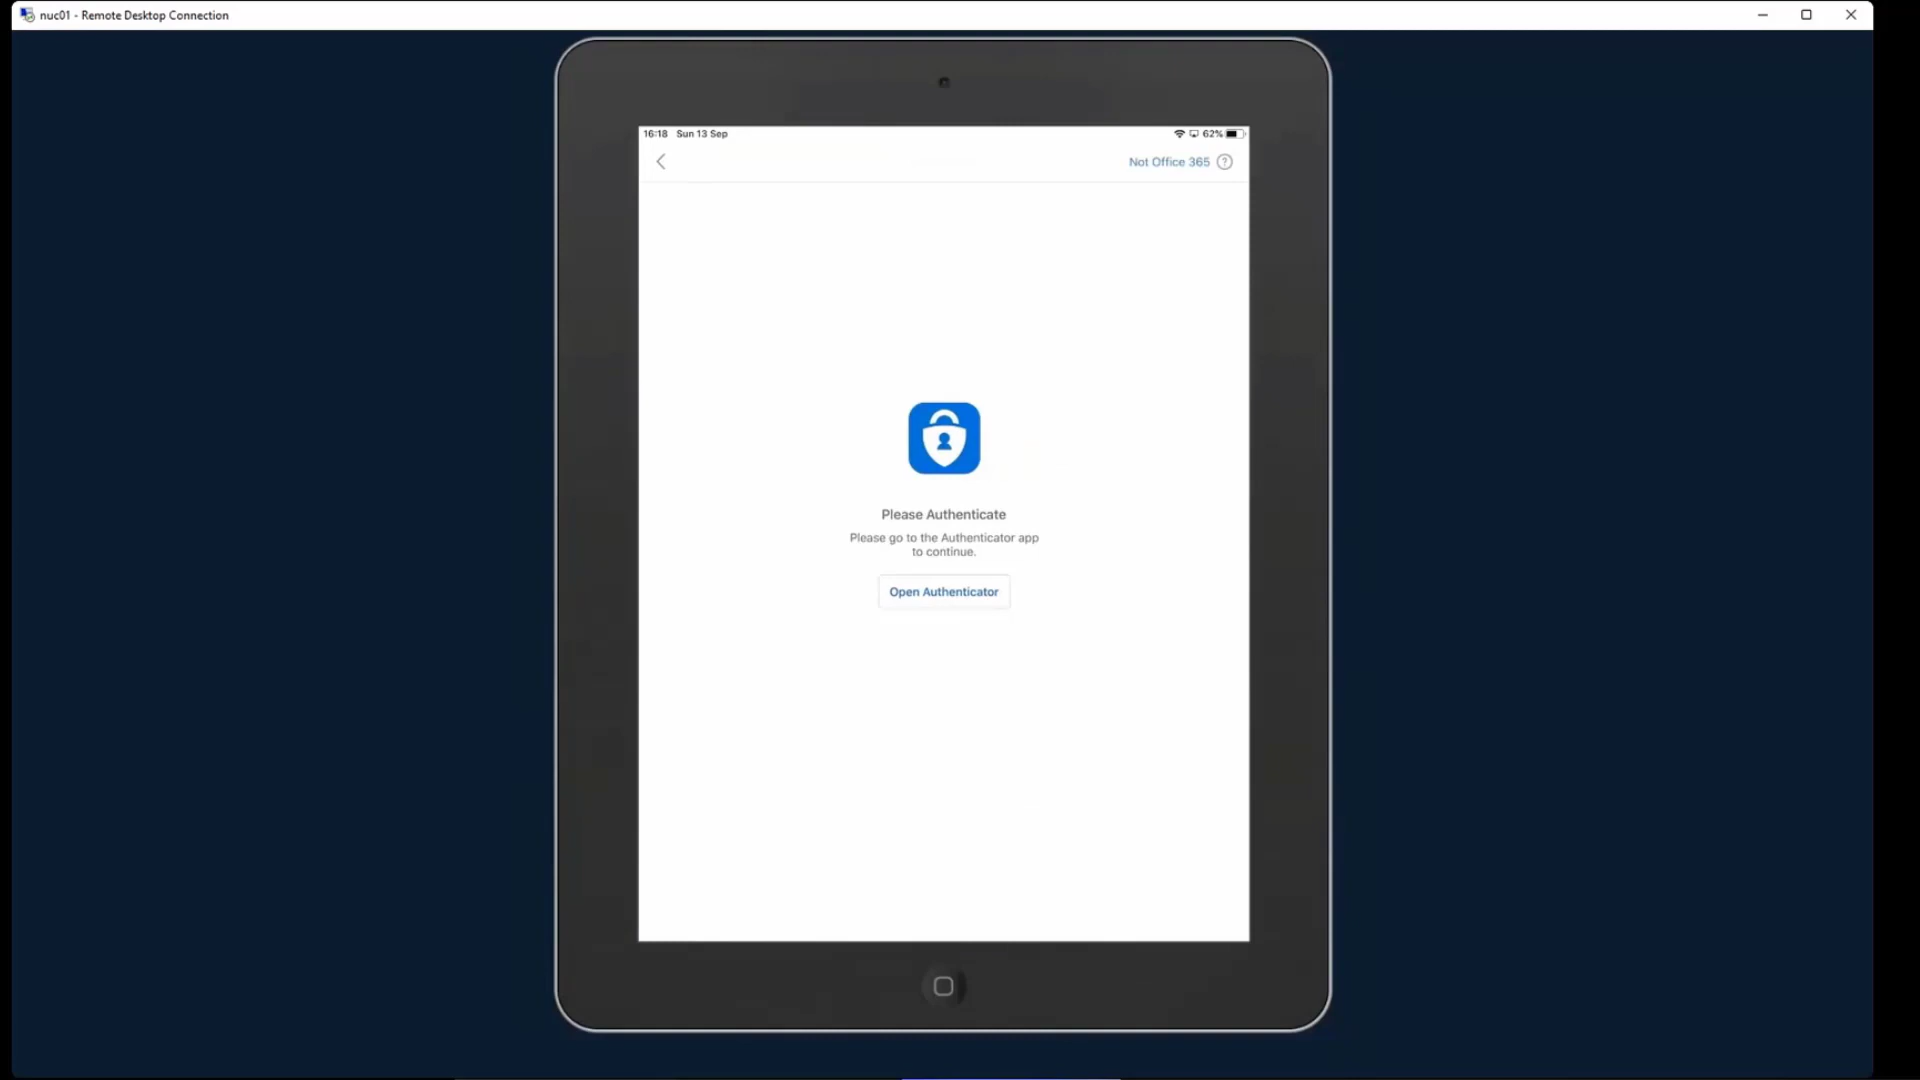 nuc01 - Remote Desktop Connection
16:18 Sun 13 Sep
62%
Not Office 365 ?
Please Authenticate
Please go to the Authenticator app
to continue.
Open Authenticator